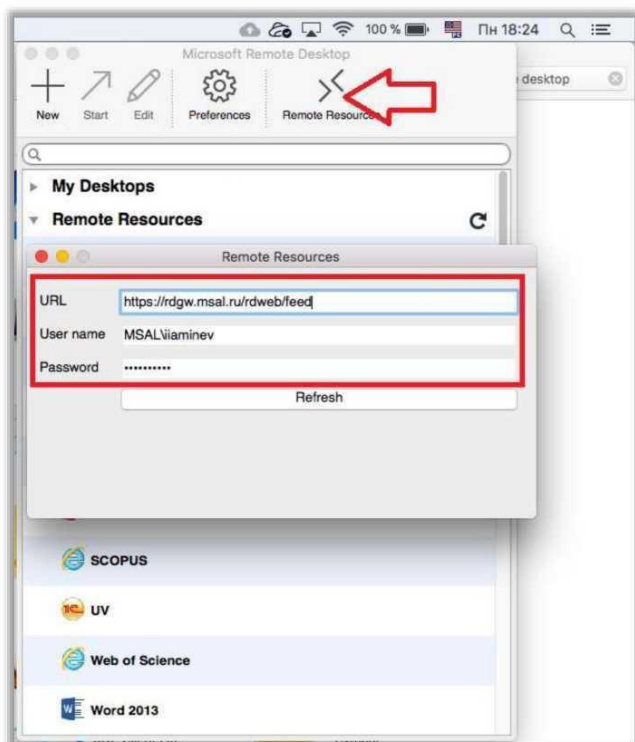 100 % Пн 18:24
Microsoft Remote Desktop
desktop
New Start Edit Preferences Remote Resources
My Desktops
Remote Resources
Remote Resources
URL https://rdgw.msal.ru/rdweb/feed
User name MSAL\iiaminev
Password ••••••••••
Refresh
SCOPUS
UV
Web of Science
Word 2013